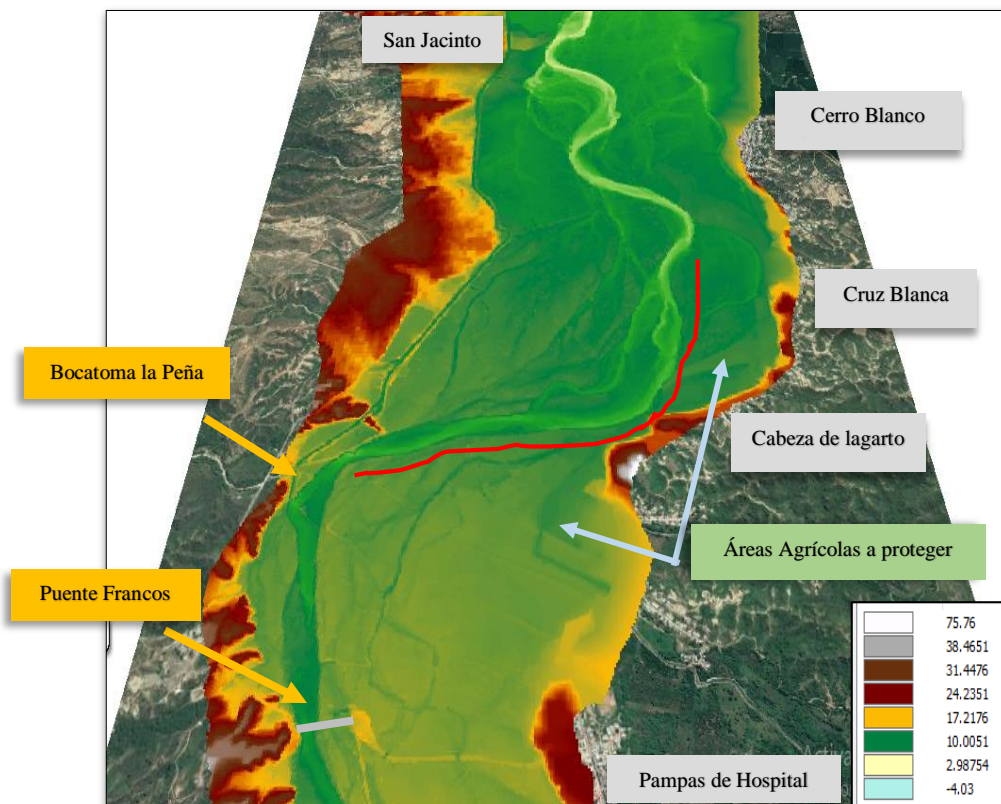 San Jacinto
Cerro Blanco
Cruz Blanca
Bocatoma la Peña
Cabeza de lagarto
Áreas Agrícolas a proteger
Puente Francos
75.76
38.4651
31.4476
24.2351
17.2176
10.0051
2.98754
-4.03
Pampas de Hospital